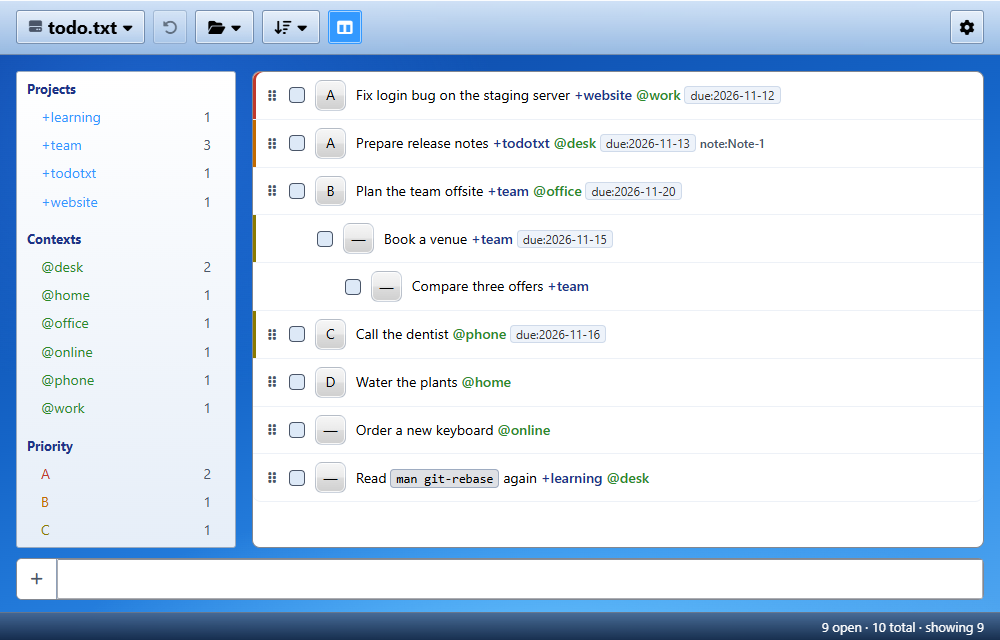 todo.txt
Projects
+learning 1
+team 3
+todotxt 1
+website 1
Contexts
@desk 2
@home 1
@office 1
@online 1
@phone 1
@work 1
Priority
A 2
B 1
C 1
A Fix login bug on the staging server +website @work due:2026-11-12
A Prepare release notes +todotxt @desk due:2026-11-13 note:Note-1
B Plan the team offsite +team @office due:2026-11-20
— Book a venue +team due:2026-11-15
— Compare three offers +team
C Call the dentist @phone due:2026-11-16
D Water the plants @home
— Order a new keyboard @online
— Read man git-rebase again +learning @desk
+
9 open · 10 total · showing 9